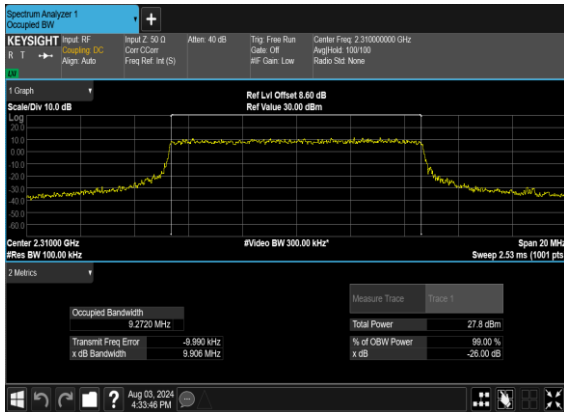 Spectrum Analyzer 1
Occupied BW
+
KEYSIGHT Input: RF Input Z: 50 Ω Atten: 40 dB Trig: Free Run Center Freq: 2.310000000 GHz
R T Coupling: DC Corr CCorr Gate: Off Avg|Hold: 100/100
Align: Auto Freq Ref: Int (S) #IF Gain: Low Radio Std: None
LNI
1 Graph Ref Lvl Offset 8.60 dB
Scale/Div 10.0 dB Ref Value 30.00 dBm
Log
20.0
10.0
0.00
-10.0
-20.0
-30.0
-40.0
-50.0
-60.0
Center 2.31000 GHz #Video BW 300.00 kHz* Span 20 MHz
#Res BW 100.00 kHz Sweep 2.53 ms (1001 pts
2 Metrics
Measure Trace Trace 1
Occupied Bandwidth
9.2720 MHz Total Power 27.8 dBm
Transmit Freq Error -9.990 kHz % of OBW Power 99.00 %
x dB Bandwidth 9.906 MHz x dB -26.00 dB
? Aug 03, 2024
4:33:46 PM